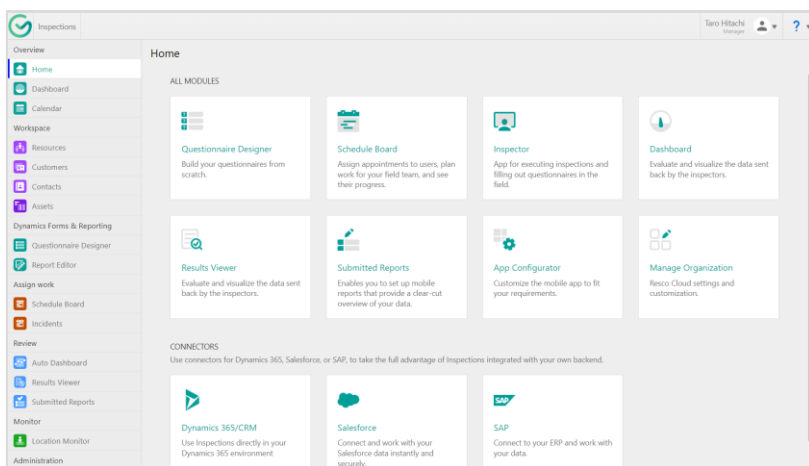 Inspections
Taro Hitachi
Manager
?
Overview
Home
Dashboard
Calendar
Workspace
Resources
Customers
Contacts
Assets
Dynamics Forms & Reporting
Questionnaire Designer
Report Editor
Assign work
Schedule Board
Incidents
Review
Auto Dashboard
Results Viewer
Submitted Reports
Monitor
Location Monitor
Administration
Home
ALL MODULES
Questionnaire Designer
Build your questionnaires from
scratch.
Schedule Board
Assign appointments to users, plan
work for your field team, and see
their progress.
Inspector
App for executing inspections and
filling out questionnaires in the
field.
Dashboard
Evaluate and visualize the data sent
back by the inspectors.
Results Viewer
Evaluate and visualize the data sent
back by the inspectors.
Submitted Reports
Enables you to set up mobile
reports that provide a clear-cut
overview of your data.
App Configurator
Customize the mobile app to fit
your requirements.
Manage Organization
Resco Cloud settings and
customization.
CONNECTORS
Use connectors for Dynamics 365, Salesforce, or SAP, to take the full advantage of Inspections integrated with your own backend.
Dynamics 365/CRM
Use Inspections directly in your
Dynamics 365 environment
Salesforce
Connect and work with your
Salesforce data instantly and
securely.
SAP
SAP
Connect to your ERP and work with
your data.